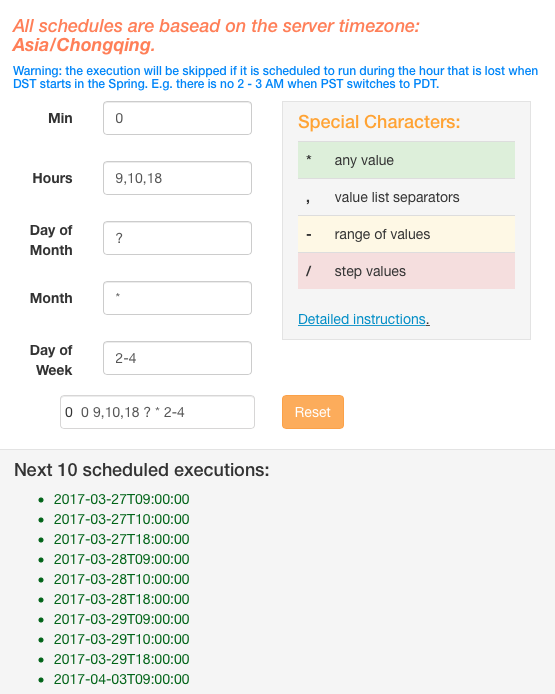 All schedules are basead on the server timezone:
Asia/Chongqing.
Warning: the execution will be skipped if it is scheduled to run during the hour that is lost when
DST starts in the Spring. E.g. there is no 2 - 3 AM when PST switches to PDT.
Min
0
Hours
9,10,18
Day of
Month
?
Month
*
Day of
Week
2-4
0 0 9,10,18 ? * 2-4
Reset
Special Characters:
* any value
, value list separators
- range of values
/ step values
Detailed instructions.
Next 10 scheduled executions:
• 2017-03-27T09:00:00
• 2017-03-27T10:00:00
• 2017-03-27T18:00:00
• 2017-03-28T09:00:00
• 2017-03-28T10:00:00
• 2017-03-28T18:00:00
• 2017-03-29T09:00:00
• 2017-03-29T10:00:00
• 2017-03-29T18:00:00
• 2017-04-03T09:00:00